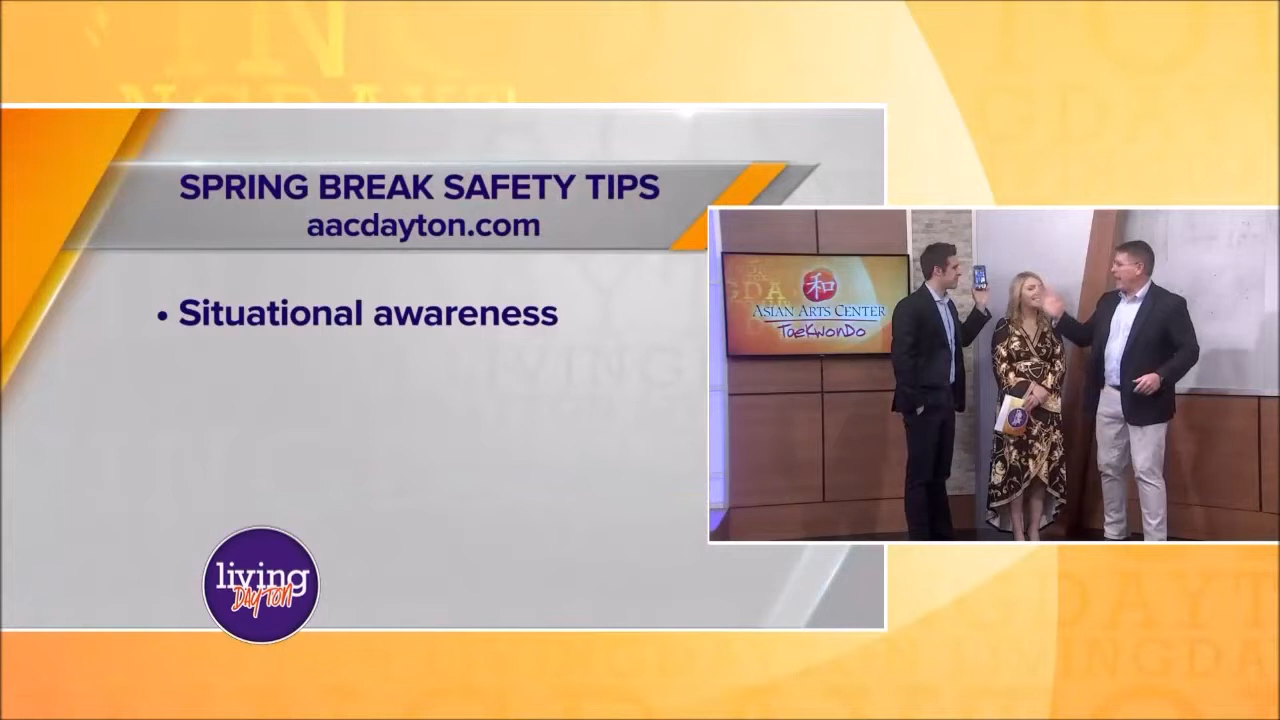 SPRING BREAK SAFETY TIPS
aacdayton.com
• Situational awareness
living
DAYTON
和
ASIAN ARTS CENTER
TaeKwonDo